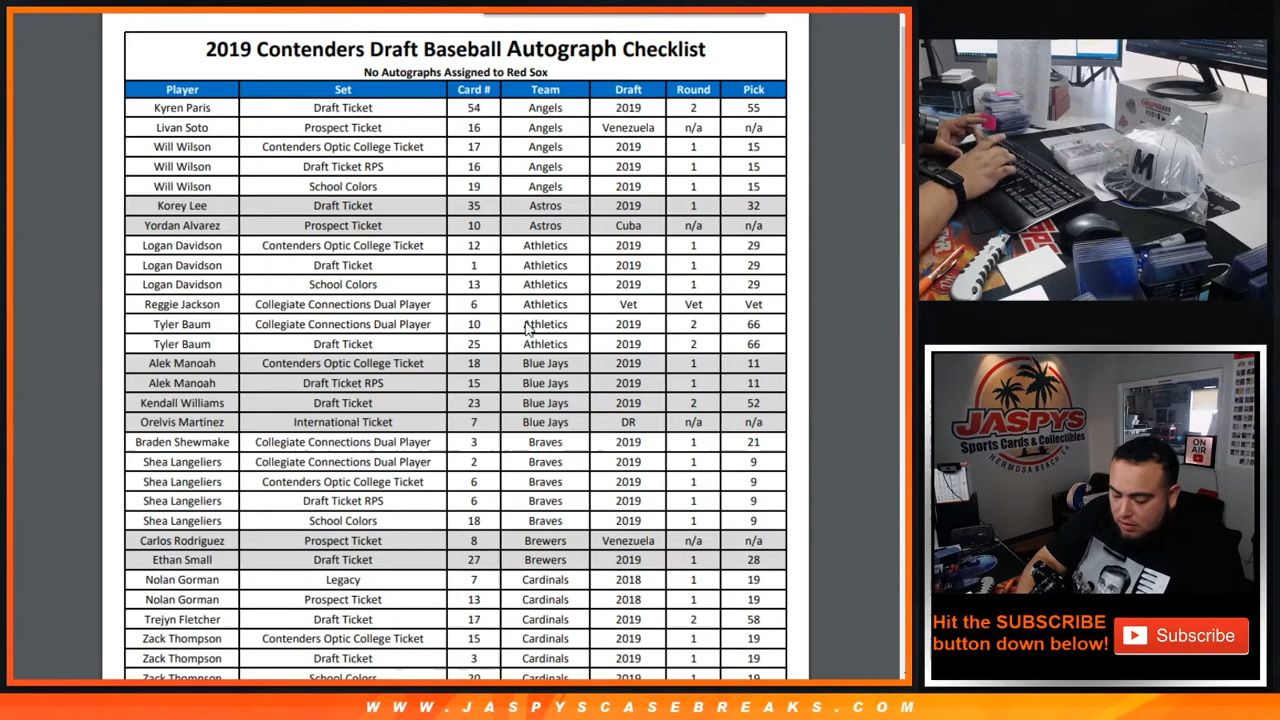 2019 Contenders Draft Baseball Autograph Checklist
No Autographs Assigned to Red Sox
Player Set Card # Team Draft Round Pick
Kyren Paris Draft Ticket 54 Angels 2019 2 55
Livan Soto Prospect Ticket 16 Angels Venezuela n/a n/a
Will Wilson Contenders Optic College Ticket 17 Angels 2019 1 15
Will Wilson Draft Ticket RPS 16 Angels 2019 1 15
Will Wilson School Colors 19 Angels 2019 1 15
Korey Lee Draft Ticket 35 Astros 2019 1 32
Yordan Alvarez Prospect Ticket 10 Astros Cuba n/a n/a
Logan Davidson Contenders Optic College Ticket 12 Athletics 2019 1 29
Logan Davidson Draft Ticket 1 Athletics 2019 1 29
Logan Davidson School Colors 13 Athletics 2019 1 29
Reggie Jackson Collegiate Connections Dual Player 6 Athletics Vet Vet Vet
Tyler Baum Collegiate Connections Dual Player 10 Athletics 2019 2 66
Tyler Baum Draft Ticket 25 Athletics 2019 2 66
Alek Manoah Contenders Optic College Ticket 18 Blue Jays 2019 1 11
Alek Manoah Draft Ticket RPS 15 Blue Jays 2019 1 11
Kendall Williams Draft Ticket 23 Blue Jays 2019 2 52
Orelvis Martinez International Ticket 7 Blue Jays DR n/a n/a
Braden Shewmake Collegiate Connections Dual Player 3 Braves 2019 1 21
Shea Langeliers Collegiate Connections Dual Player 2 Braves 2019 1 9
Shea Langeliers Contenders Optic College Ticket 6 Braves 2019 1 9
Shea Langeliers Draft Ticket RPS 6 Braves 2019 1 9
Shea Langeliers School Colors 18 Braves 2019 1 9
Carlos Rodriguez Prospect Ticket 8 Brewers Venezuela n/a n/a
Ethan Small Draft Ticket 27 Brewers 2019 1 28
Nolan Gorman Legacy 7 Cardinals 2018 1 19
Nolan Gorman Prospect Ticket 13 Cardinals 2018 1 19
Trejyn Fletcher Draft Ticket 17 Cardinals 2019 2 58
Zack Thompson Contenders Optic College Ticket 15 Cardinals 2019 1 19
Zack Thompson Draft Ticket 3 Cardinals 2019 1 19
Zack Thompson School Colors 20 Cardinals 2019 1 19
M
JASPYS
Sports Cards & Collectibles
HERMOSA BEACH, CA
ON
AIR
Hit the SUBSCRIBE
button down below!
Subscribe
WWW.JASPYSCASEBREAKS.COM